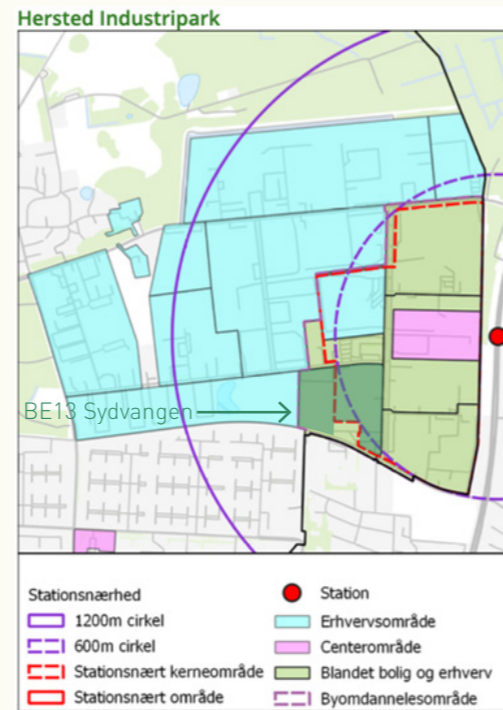 Hersted Industripark
BE13 Sydvangen
Stationsnærhed
1200m cirkel
600m cirkel
Stationsnært kerneområde
Stationsnært område
Station
Erhvervsområde
Centerområde
Blandet bolig og erhverv
Byomdannelesområde